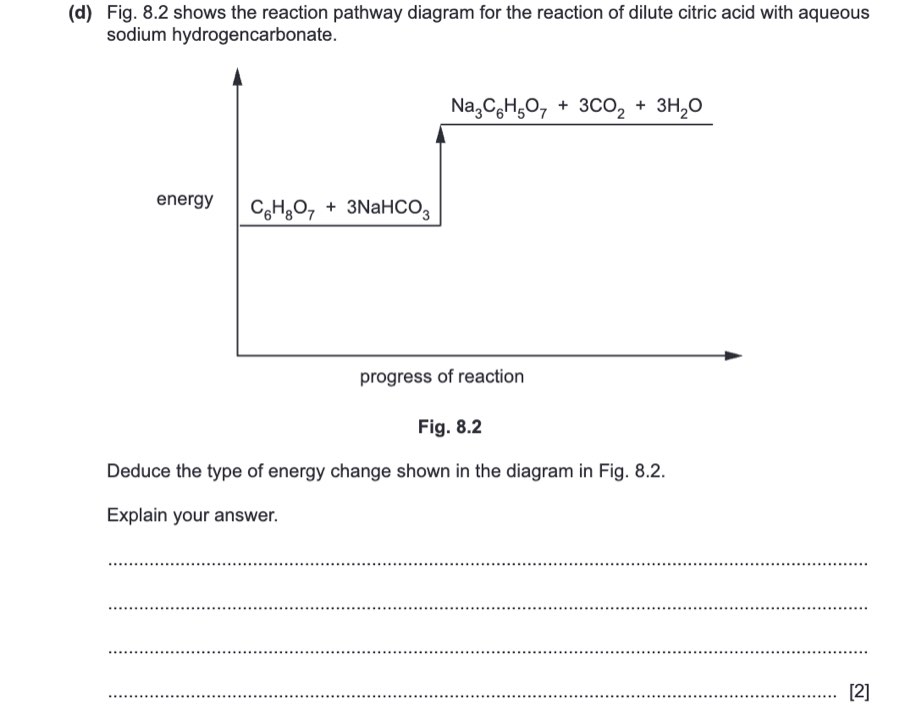 (d) Fig. 8.2 shows the reaction pathway diagram for the reaction of dilute citric acid with aqueous
sodium hydrogencarbonate.
Na₃C₆H₅O₇ + 3CO₂ + 3H₂O
energy
C₆H₈O₇ + 3NaHCO₃
progress of reaction
Fig. 8.2
Deduce the type of energy change shown in the diagram in Fig. 8.2.
Explain your answer.
[2]